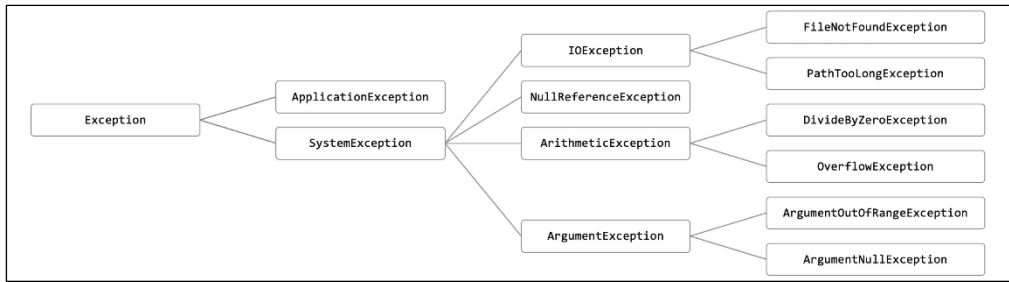 FileNotFoundException
IOException
PathTooLongException
ApplicationException
NullReferenceException
Exception
DivideByZeroException
SystemException
ArithmeticException
OverflowException
ArgumentOutOfRangeException
ArgumentException
ArgumentNullException